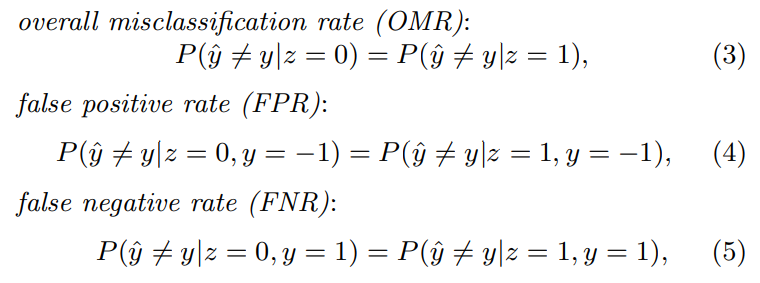 overall misclassification rate (OMR):
P(ŷ ≠ y|z = 0) = P(ŷ ≠ y|z = 1), (3)
false positive rate (FPR):
P(ŷ ≠ y|z = 0, y = −1) = P(ŷ ≠ y|z = 1, y = −1), (4)
false negative rate (FNR):
P(ŷ ≠ y|z = 0, y = 1) = P(ŷ ≠ y|z = 1, y = 1), (5)